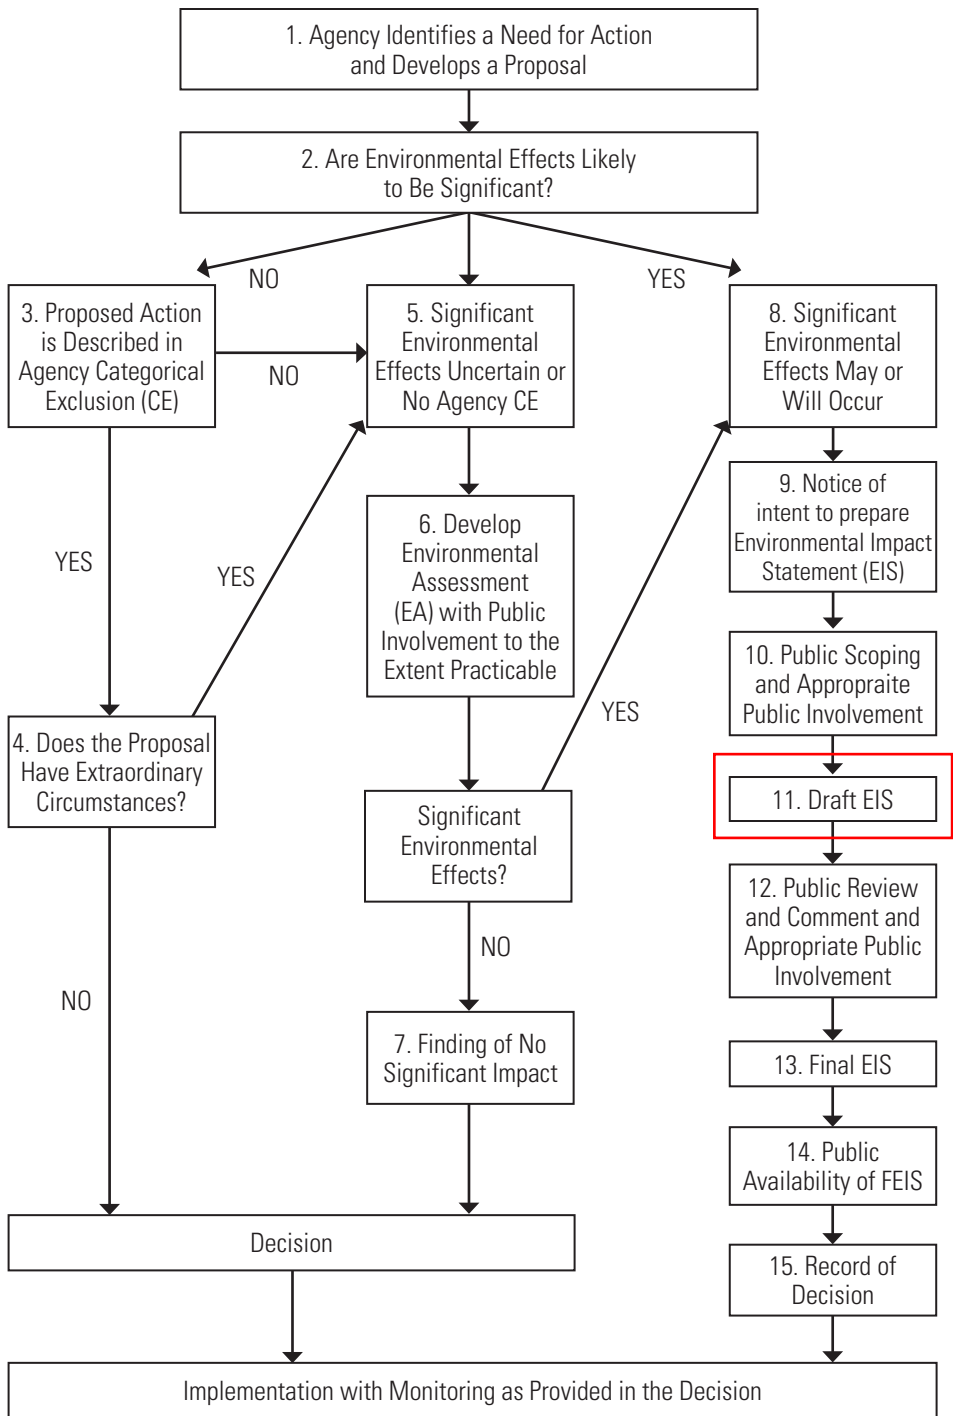 1. Agency Identifies a Need for Action
and Develops a Proposal
2. Are Environmental Effects Likely
to Be Significant?
NO
YES
3. Proposed Action
is Described in
Agency Categorical
Exclusion (CE)
NO
5. Significant
Environmental
Effects Uncertain or
No Agency CE
8. Significant
Environmental
Effects May or
Will Occur
9. Notice of
intent to prepare
Environmental Impact
Statement (EIS)
YES
YES
6. Develop
Environmental
Assessment
(EA) with Public
Involvement to the
Extent Practicable
10. Public Scoping
and Appropraite
Public Involvement
YES
4. Does the Proposal
Have Extraordinary
Circumstances?
Significant
Environmental
Effects?
11. Draft EIS
12. Public Review
and Comment and
Appropriate Public
Involvement
NO
NO
7. Finding of No
Significant Impact
13. Final EIS
14. Public
Availability of FEIS
Decision
15. Record of
Decision
Implementation with Monitoring as Provided in the Decision